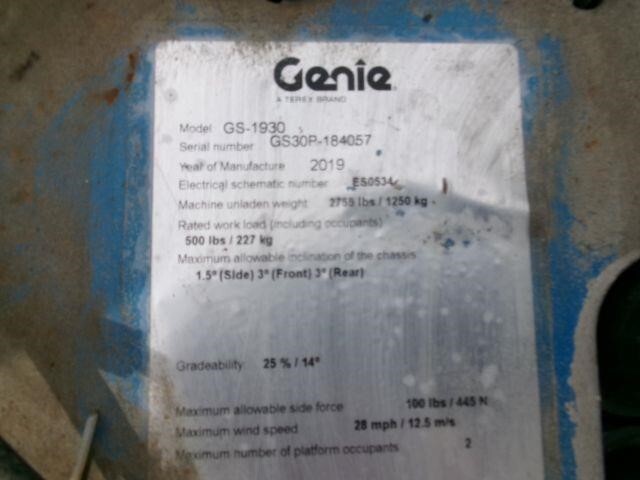 Genie
A TEREX BRAND
Model GS-1930
Serial number GS30P-184057
Year of Manufacture 2019
Electrical schematic number ES0534
Machine unladen weight 2755 lbs / 1250 kg
Rated work load (including occupants)
500 lbs / 227 kg
Maximum allowable inclination of the chassis
1.5° (Side) 3° (Front) 3° (Rear)
Gradeability 25 % / 14°
Maximum allowable side force 100 lbs / 445 N
Maximum wind speed 28 mph / 12.5 m/s
Maximum number of platform occupants 2